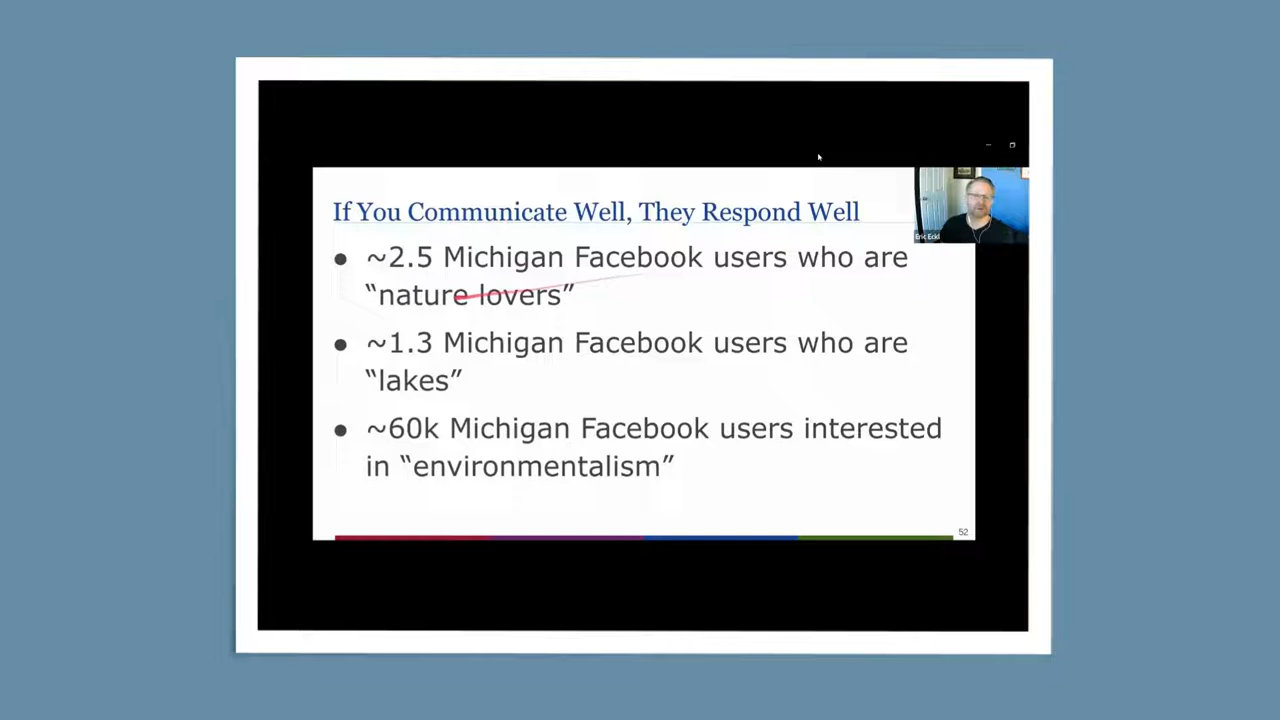 If You Communicate Well, They Respond Well
Eric Eckl
● ~2.5 Michigan Facebook users who are
“nature lovers”
● ~1.3 Michigan Facebook users who are
“lakes”
● ~60k Michigan Facebook users interested
in “environmentalism”
52